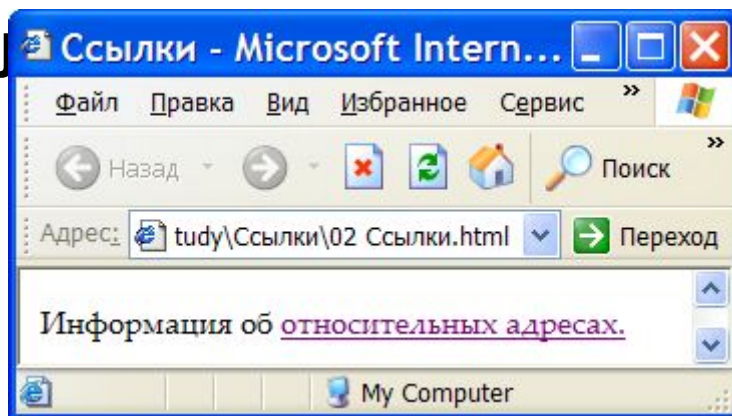 Ссылки - Microsoft Intern...
Файл Правка Вид Избранное Сервис »
Назад Поиск »
Адрес: tudy\Ссылки\02 Ссылки.html Переход
Информация об относительных адресах.
My Computer